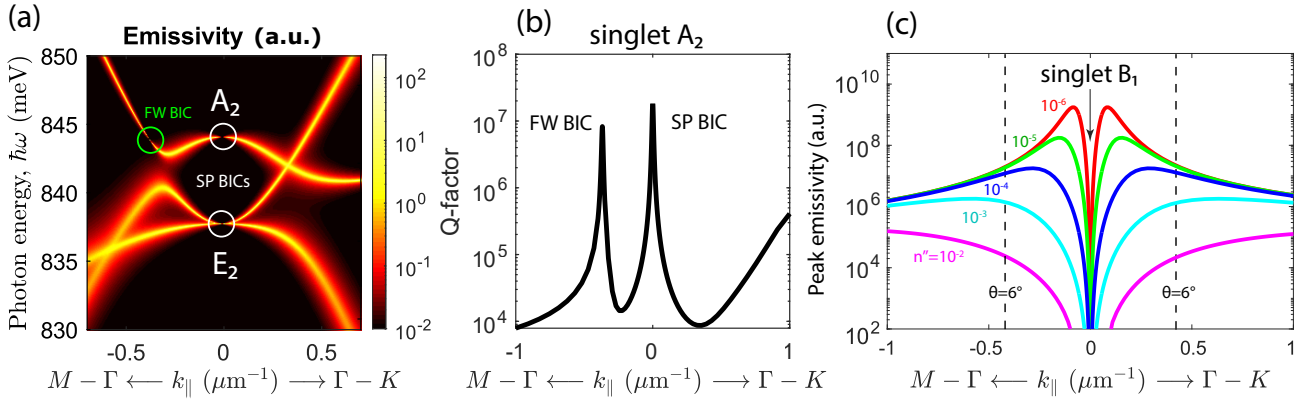 (a)
Emissivity (a.u.)
Photon energy, ħω (meV)
850
845
840
835
830
FW BIC
A₂
SP BICs
E₂
10²
10¹
10⁰
10⁻¹
10⁻²
-0.5
0
0.5
M − Γ ⟵ k∥ (μm⁻¹) ⟶ Γ − K
(b)
singlet A₂
Q-factor
10⁸
10⁷
10⁶
10⁵
10⁴
FW BIC
SP BIC
-1
0
1
M − Γ ⟵ k∥ (μm⁻¹) ⟶ Γ − K
(c)
Peak emissivity (a.u.)
10¹⁰
10⁸
10⁶
10⁴
10²
singlet B₁
10⁻⁶
10⁻⁵
10⁻⁴
10⁻³
n''=10⁻²
θ=6°
θ=6°
-1
-0.5
0
0.5
1
M − Γ ⟵ k∥ (μm⁻¹) ⟶ Γ − K